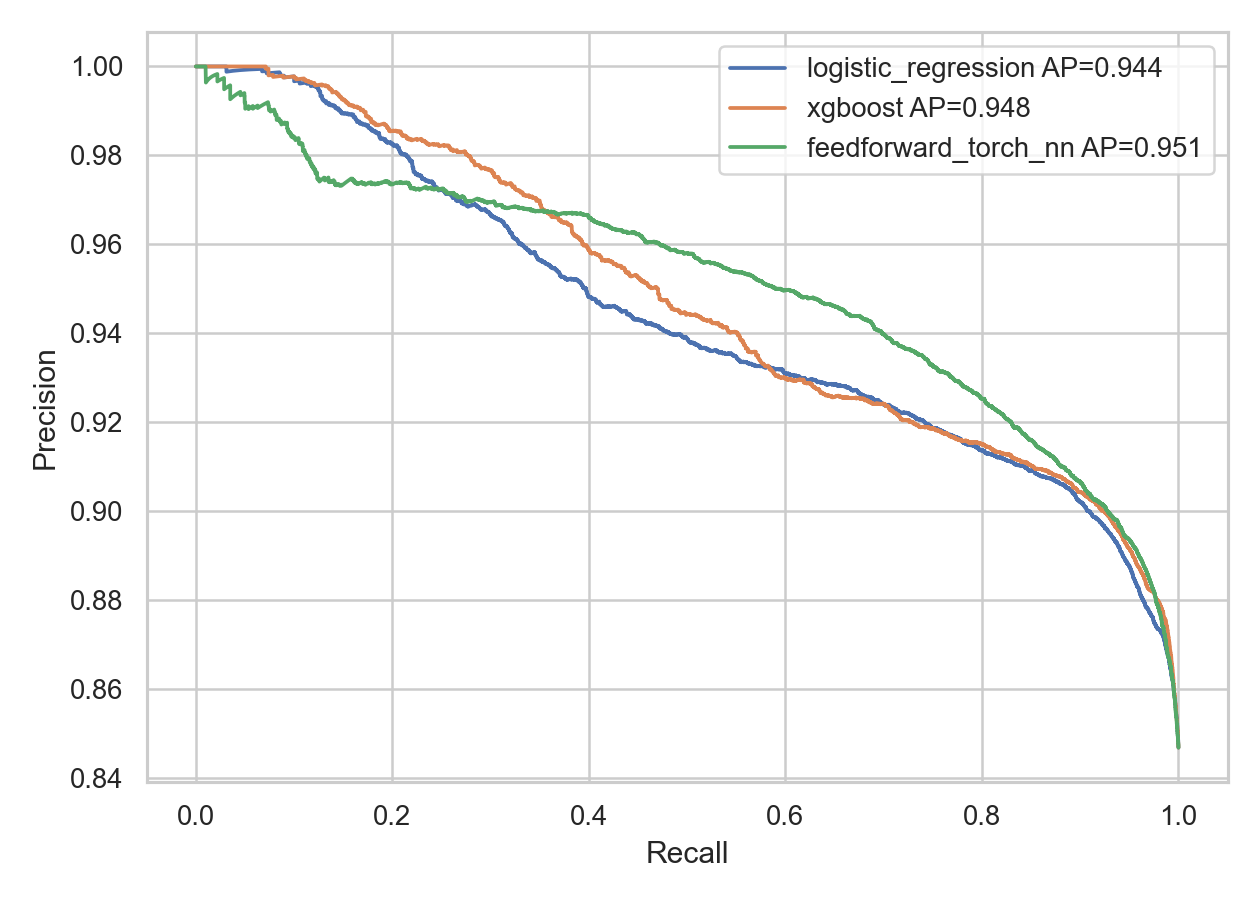 1.00
0.98
0.96
0.94
0.92
0.90
0.88
0.86
0.84
Precision
logistic_regression AP=0.944
xgboost AP=0.948
feedforward_torch_nn AP=0.951
0.0 0.2 0.4 0.6 0.8 1.0
Recall